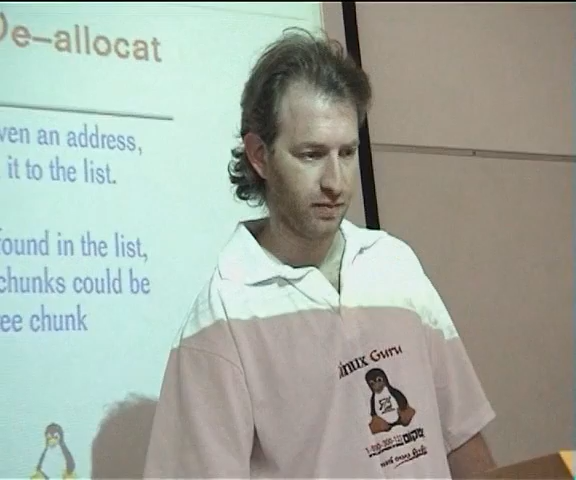 De-allocat
ven an address,
it to the list.
found in the list,
chunks could be
ee chunk
inux Guru